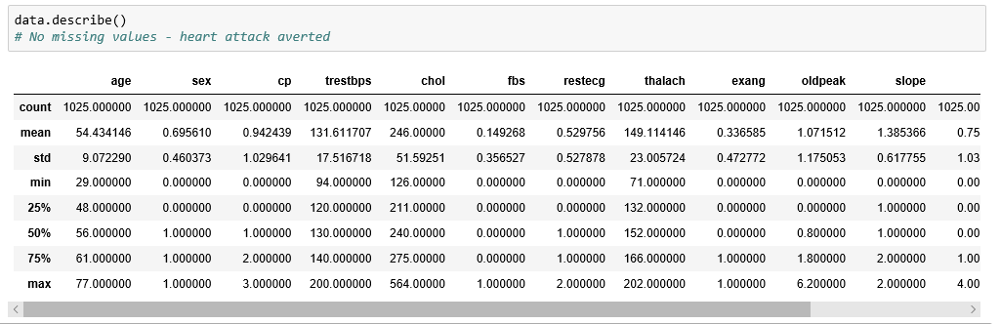 data.describe()
# No missing values - heart attack averted
age sex cp trestbps chol fbs restecg thalach exang oldpeak slope
count 1025.000000 1025.000000 1025.000000 1025.000000 1025.00000 1025.000000 1025.000000 1025.000000 1025.000000 1025.000000 1025.000000 1025.00
mean 54.434146 0.695610 0.942439 131.611707 246.00000 0.149268 0.529756 149.114146 0.336585 1.071512 1.385366 0.75
std 9.072290 0.460373 1.029641 17.516718 51.59251 0.356527 0.527878 23.005724 0.472772 1.175053 0.617755 1.03
min 29.000000 0.000000 0.000000 94.000000 126.00000 0.000000 0.000000 71.000000 0.000000 0.000000 0.000000 0.00
25% 48.000000 0.000000 0.000000 120.000000 211.00000 0.000000 0.000000 132.000000 0.000000 0.000000 1.000000 0.00
50% 56.000000 1.000000 1.000000 130.000000 240.00000 0.000000 1.000000 152.000000 0.000000 0.800000 1.000000 0.00
75% 61.000000 1.000000 2.000000 140.000000 275.00000 0.000000 1.000000 166.000000 1.000000 1.800000 2.000000 1.00
max 77.000000 1.000000 3.000000 200.000000 564.00000 1.000000 2.000000 202.000000 1.000000 6.200000 2.000000 4.00